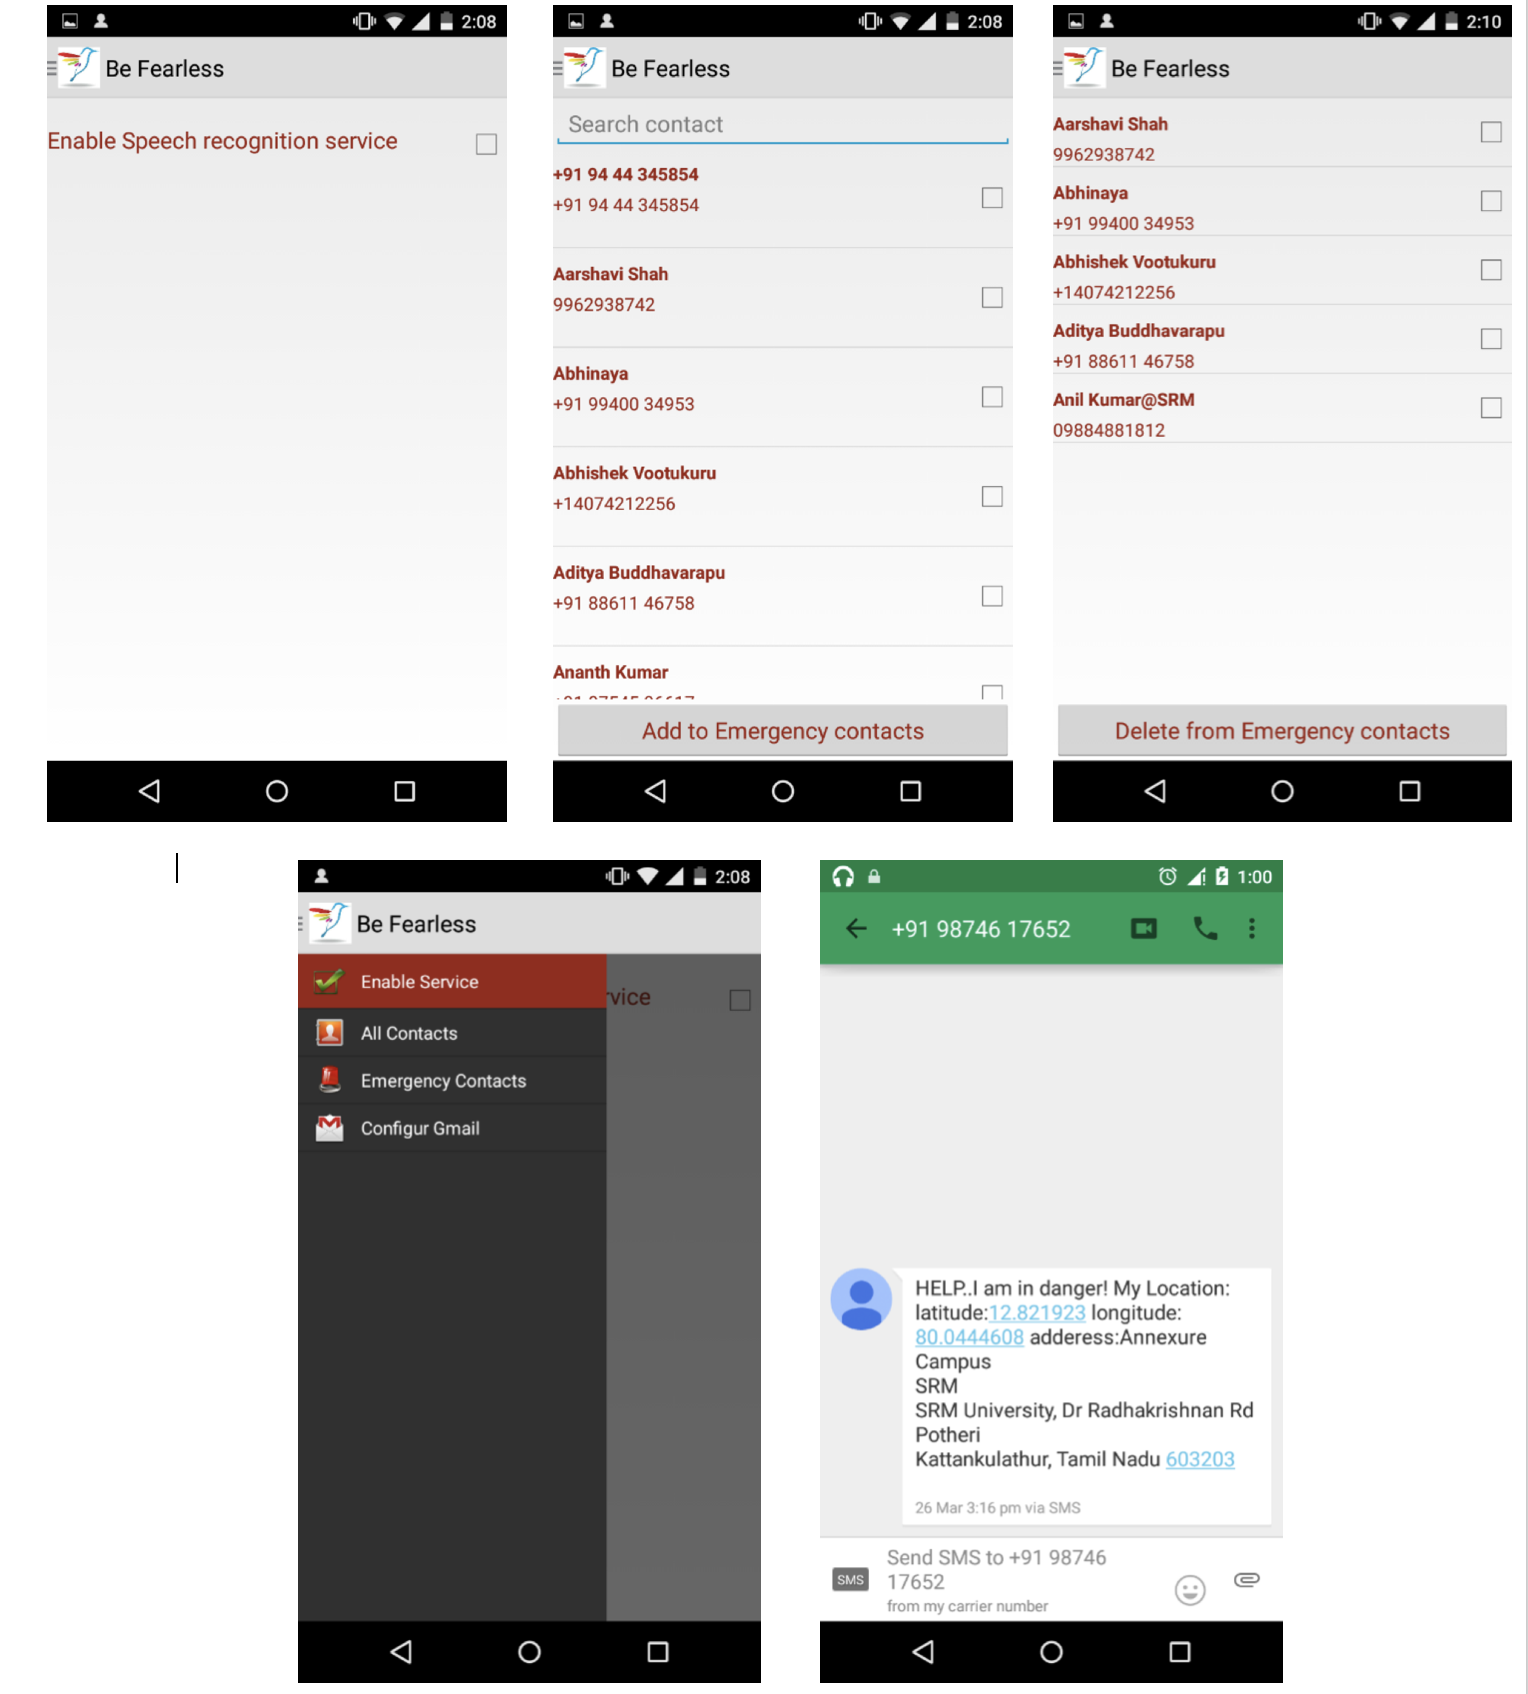 2:08
Be Fearless
Enable Speech recognition service
2:08
Be Fearless
Search contact
+91 94 44 345854
+91 94 44 345854
Aarshavi Shah
9962938742
Abhinaya
+91 99400 34953
Abhishek Vootukuru
+14074212256
Aditya Buddhavarapu
+91 88611 46758
Ananth Kumar
Add to Emergency contacts
2:10
Be Fearless
Aarshavi Shah
9962938742
Abhinaya
+91 99400 34953
Abhishek Vootukuru
+14074212256
Aditya Buddhavarapu
+91 88611 46758
Anil Kumar@SRM
09884881812
Delete from Emergency contacts
2:08
Be Fearless
Enable Service
rvice
All Contacts
Emergency Contacts
Configur Gmail
1:00
+91 98746 17652
HELP..I am in danger! My Location:
latitude:12.821923 longitude:
80.0444608 adderess:Annexure
Campus
SRM
SRM University, Dr Radhakrishnan Rd
Potheri
Kattankulathur, Tamil Nadu 603203
26 Mar 3:16 pm via SMS
Send SMS to +91 98746
SMS 17652
from my carrier number